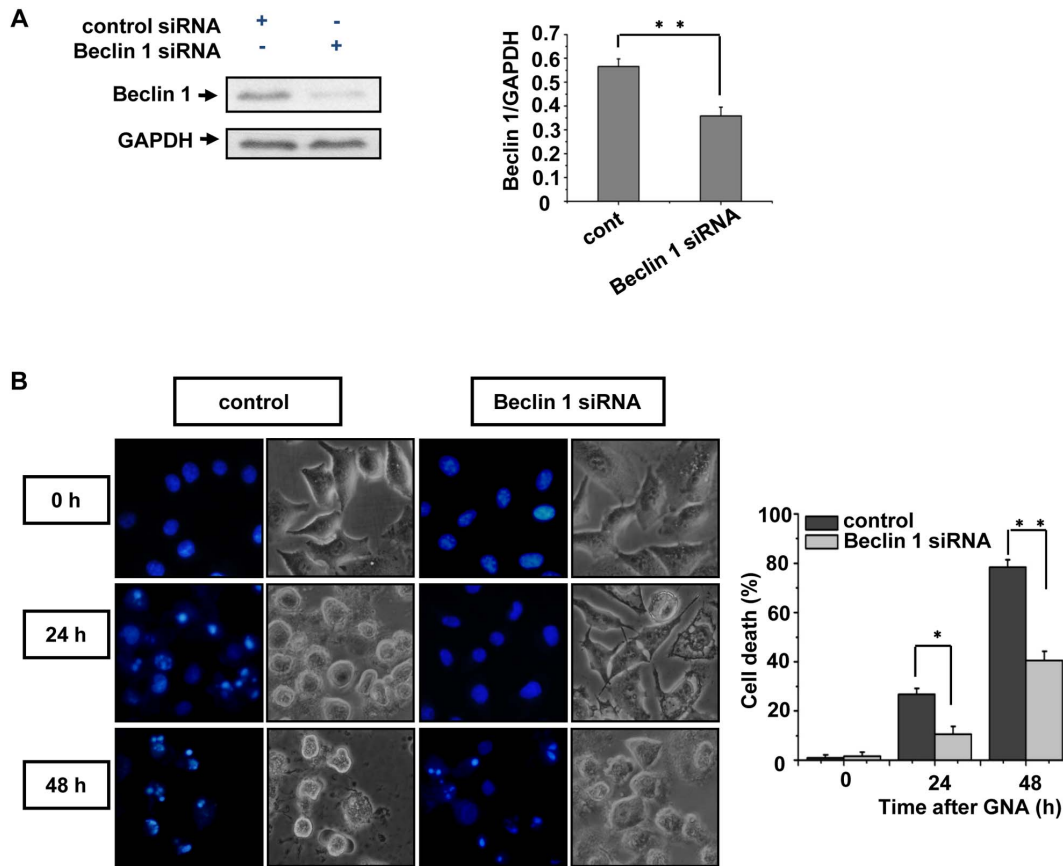 A
control siRNA + -
Beclin 1 siRNA - +
Beclin 1
GAPDH
* *
Beclin 1/GAPDH
0.7
0.6
0.5
0.4
0.3
0.2
0.1
0
cont
Beclin 1 siRNA
B
control
Beclin 1 siRNA
0 h
24 h
48 h
control
Beclin 1 siRNA
* *
*
Cell death (%)
100
80
60
40
20
0
0 24 48
Time after GNA (h)